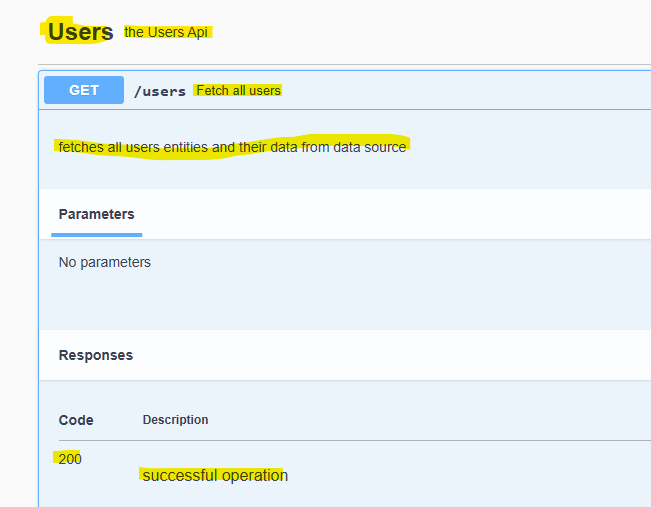 Users the Users Api
GET /users Fetch all users
fetches all users entities and their data from data source
Parameters
No parameters
Responses
Code Description
200
successful operation